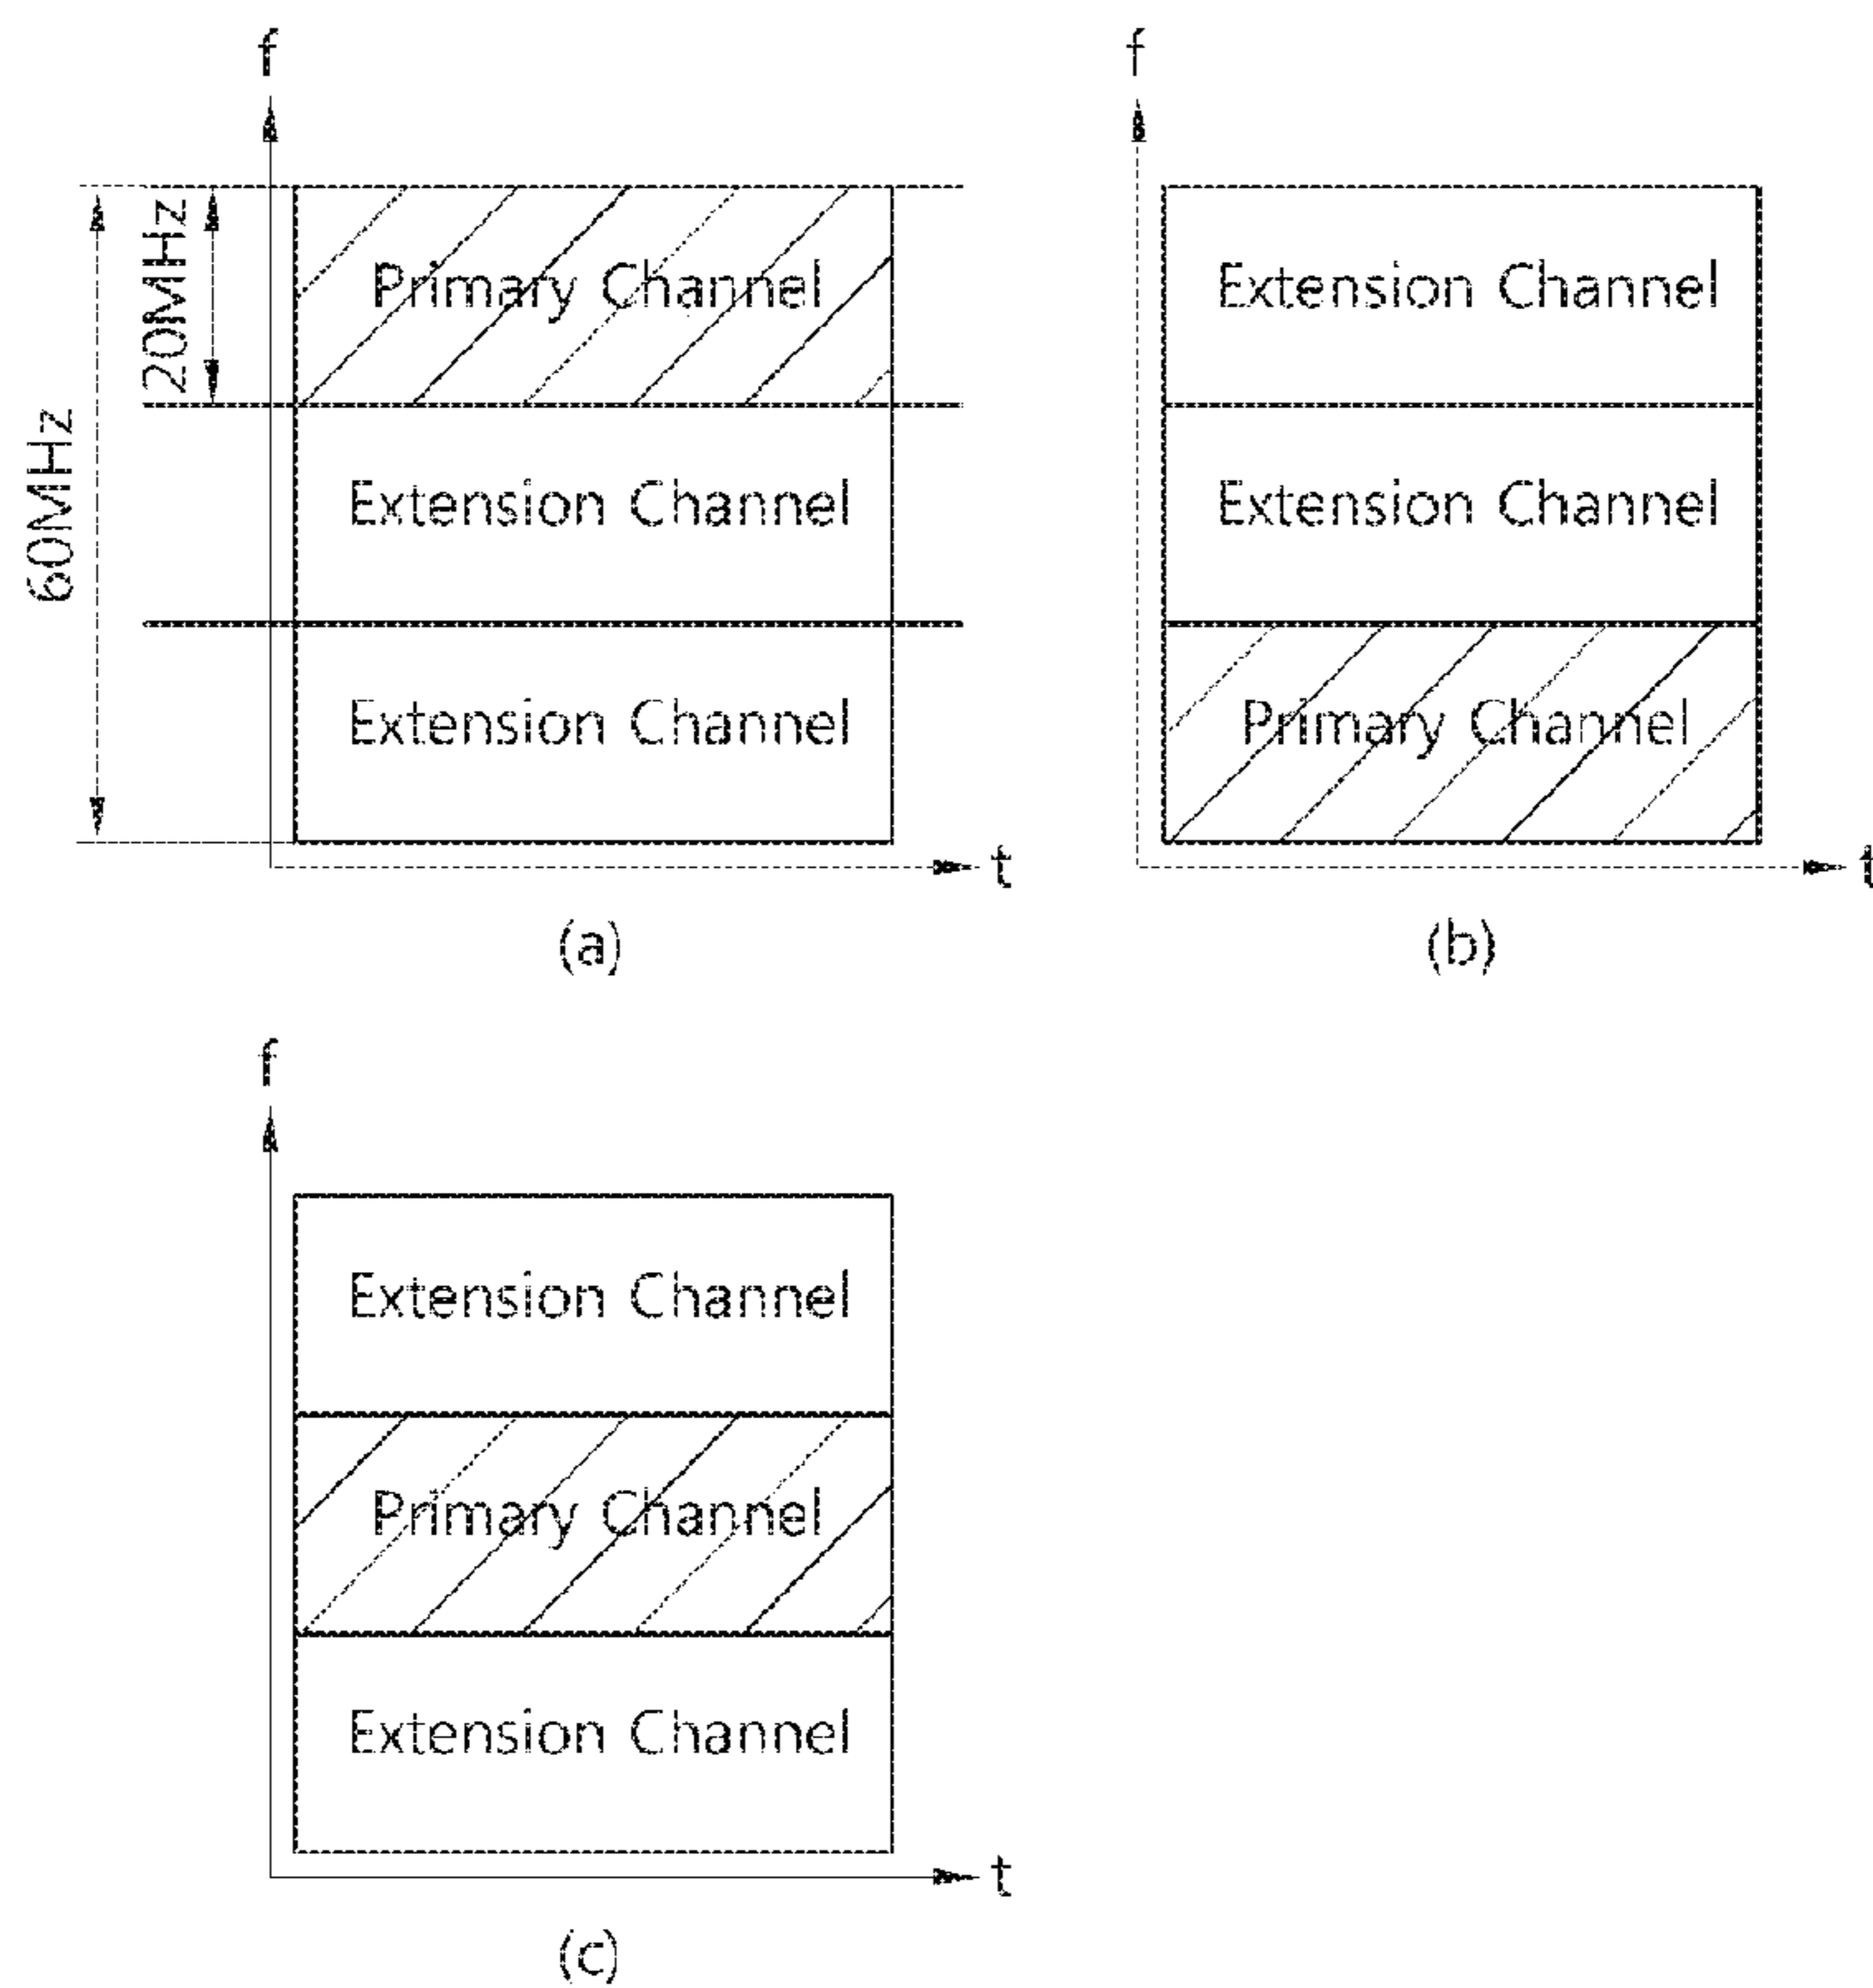 f
20MHz
60MHz
Primary Channel
Extension Channel
Extension Channel
t
(a)
f
Extension Channel
Extension Channel
Primary Channel
t
(b)
f
Extension Channel
Primary Channel
Extension Channel
t
(c)